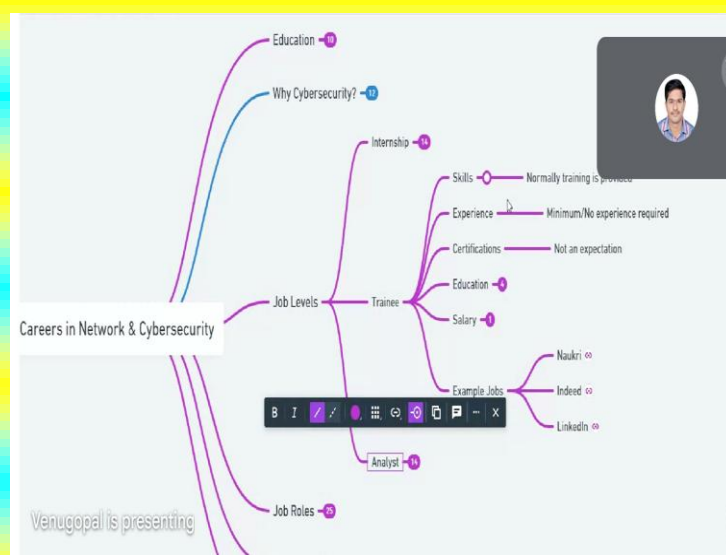 Education 10
Why Cybersecurity? 12
Internship 14
Skills Normally training is provided
Experience Minimum/No experience required
Certifications Not an expectation
Education 4
Job Levels Trainee
Salary 1
Careers in Network & Cybersecurity
Naukri
Example Jobs Indeed
LinkedIn
B I
Analyst 14
Job Roles 25
Venugopal is presenting